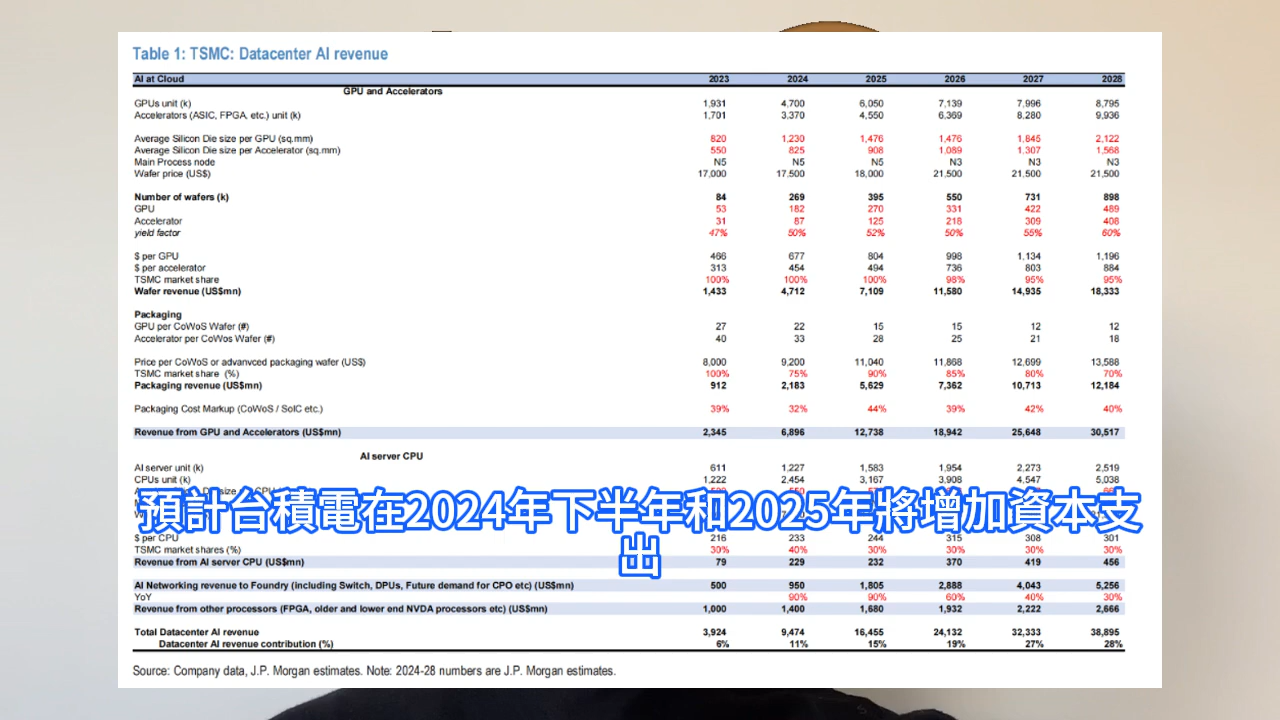 Table 1: TSMC: Datacenter AI revenue
AI at Cloud 2023 2024 2025 2026 2027 2028
GPU and Accelerators
GPUs unit (k) 1,931 4,700 6,050 7,139 7,996 8,795
Accelerators (ASIC, FPGA, etc.) unit (k) 1,701 3,370 4,550 6,369 8,280 9,936
Average Silicon Die size per GPU (sq.mm) 820 1,230 1,476 1,476 1,845 2,122
Average Silicon Die size per Accelerator (sq.mm) 550 825 908 1,089 1,307 1,568
Main Process node N5 N5 N5 N3 N3 N3
Wafer price (US$) 17,000 17,500 18,000 21,500 21,500 21,500
Number of wafers (k) 84 269 395 550 731 898
GPU 53 182 270 331 422 489
Accelerator 31 87 125 218 309 408
yield factor 47% 50% 52% 50% 55% 60%
$ per GPU 466 677 804 998 1,134 1,196
$ per accelerator 313 454 494 736 803 884
TSMC market share 100% 100% 100% 98% 95% 95%
Wafer revenue (US$mn) 1,433 4,712 7,109 11,580 14,935 18,333
Packaging
GPU per CoWoS Wafer (#) 27 22 15 15 12 12
Accelerator per CoWos Wafer (#) 40 33 28 25 21 18
Price per CoWoS or advanvced packaging wafer (US$) 8,000 9,200 11,040 11,868 12,699 13,588
TSMC market share (%) 100% 75% 90% 85% 80% 70%
Packaging revenue (US$mn) 912 2,183 5,629 7,362 10,713 12,184
Packaging Cost Markup (CoWoS / SoIC etc.) 39% 32% 44% 39% 42% 40%
Revenue from GPU and Accelerators (US$mn) 2,345 6,896 12,738 18,942 25,648 30,517
AI server CPU
AI server unit (k) 611 1,227 1,583 1,954 2,273 2,519
CPUs unit (k) 1,222 2,454 3,167 3,908 4,547 5,038
預計台積電在2024年下半年和2025年將增加資本支
出
$ per CPU 216 233 244 315 308 301
TSMC market shares (%) 30% 40% 30% 30% 30% 30%
Revenue from AI server CPU (US$mn) 79 229 232 370 419 456
AI Networking revenue to Foundry (including Switch, DPUs, Future demand for CPO etc) (US$mn) 500 950 1,805 2,888 4,043 5,256
YoY 90% 90% 60% 40% 30%
Revenue from other processors (FPGA, older and lower end NVDA processors etc) (US$mn) 1,000 1,400 1,680 1,932 2,222 2,666
Total Datacenter AI revenue 3,924 9,474 16,455 24,132 32,333 38,895
Datacenter AI revenue contribution (%) 6% 11% 15% 19% 27% 28%
Source: Company data, J.P. Morgan estimates. Note: 2024-28 numbers are J.P. Morgan estimates.